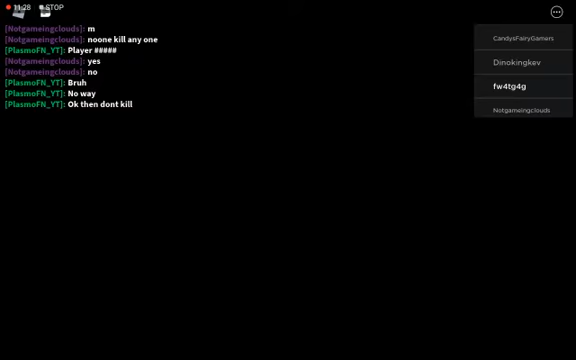 11:28 STOP
[Notgameingclouds]: m
[Notgameingclouds]: noone kill any one
[PlasmoFN_YT]: Player #####
[Notgameingclouds]: yes
[Notgameingclouds]: no
[PlasmoFN_YT]: Bruh
[PlasmoFN_YT]: No way
[PlasmoFN_YT]: Ok then dont kill
CandysFairyGamers
Dinokingkev
fw4tg4g
Notgameingclouds